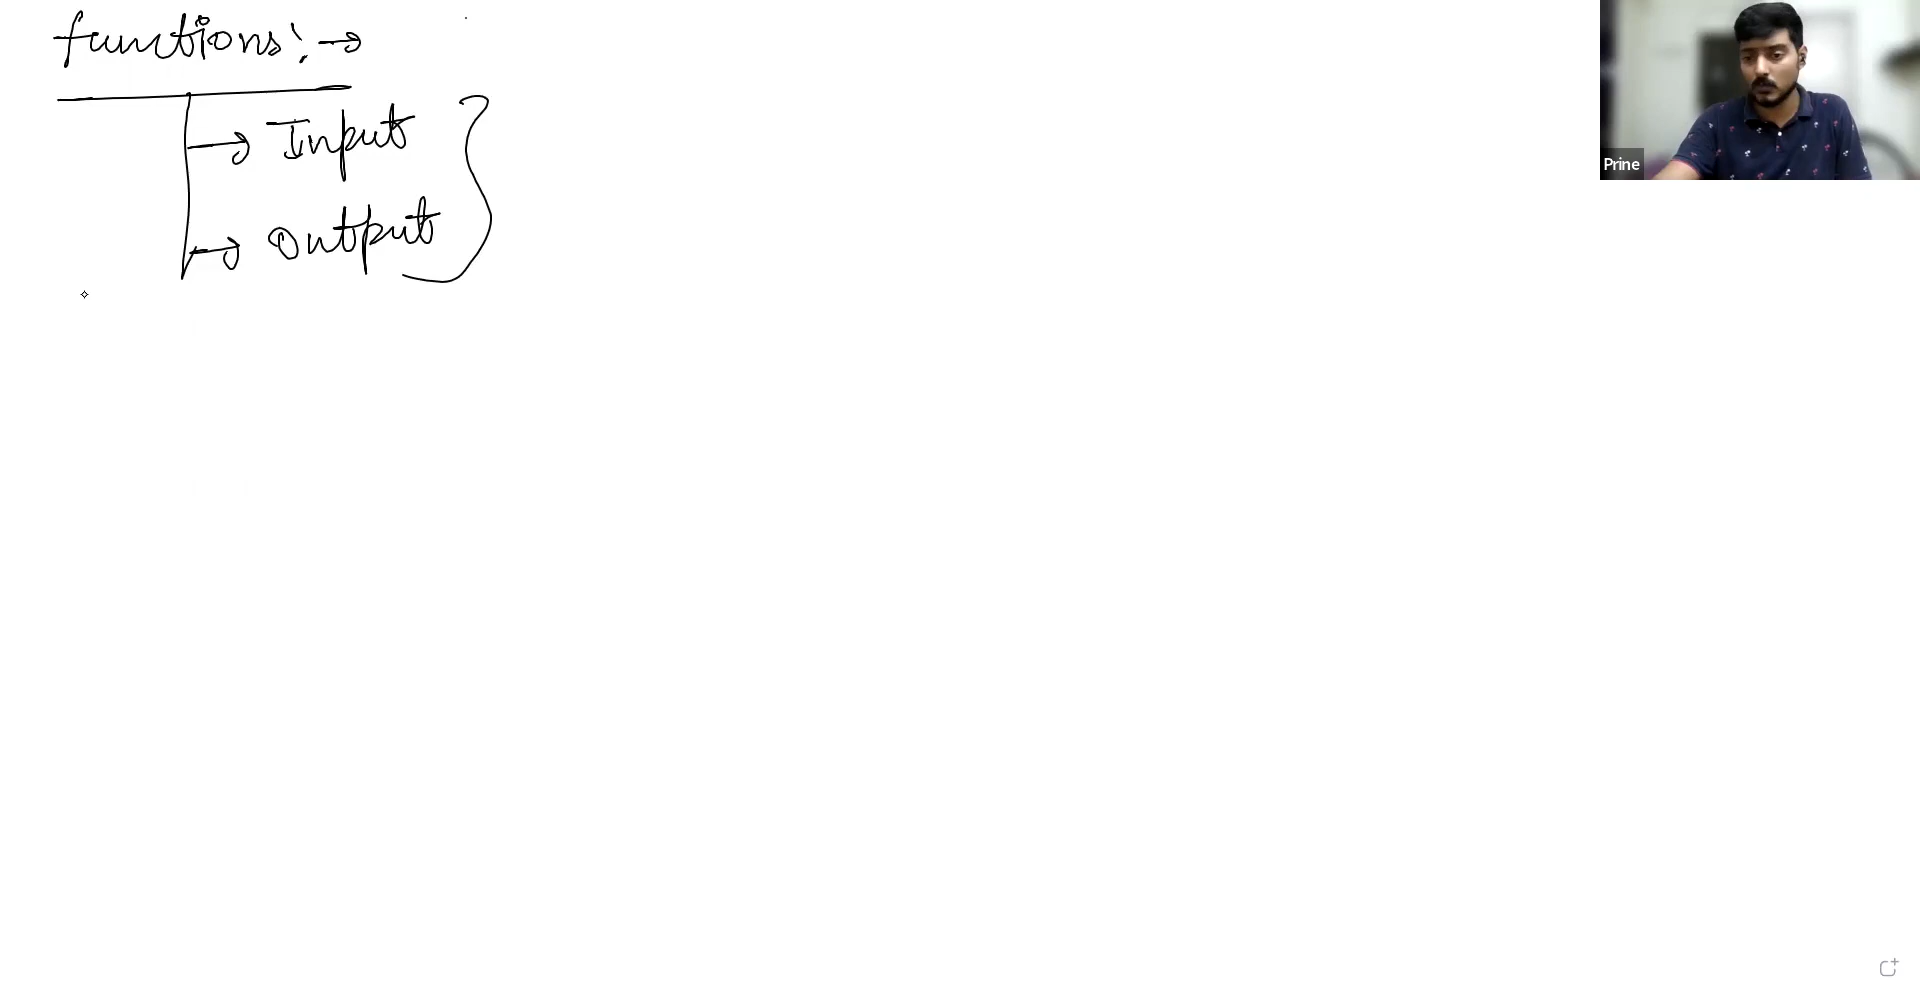 functions:→
→ Input
→ Output
Prine